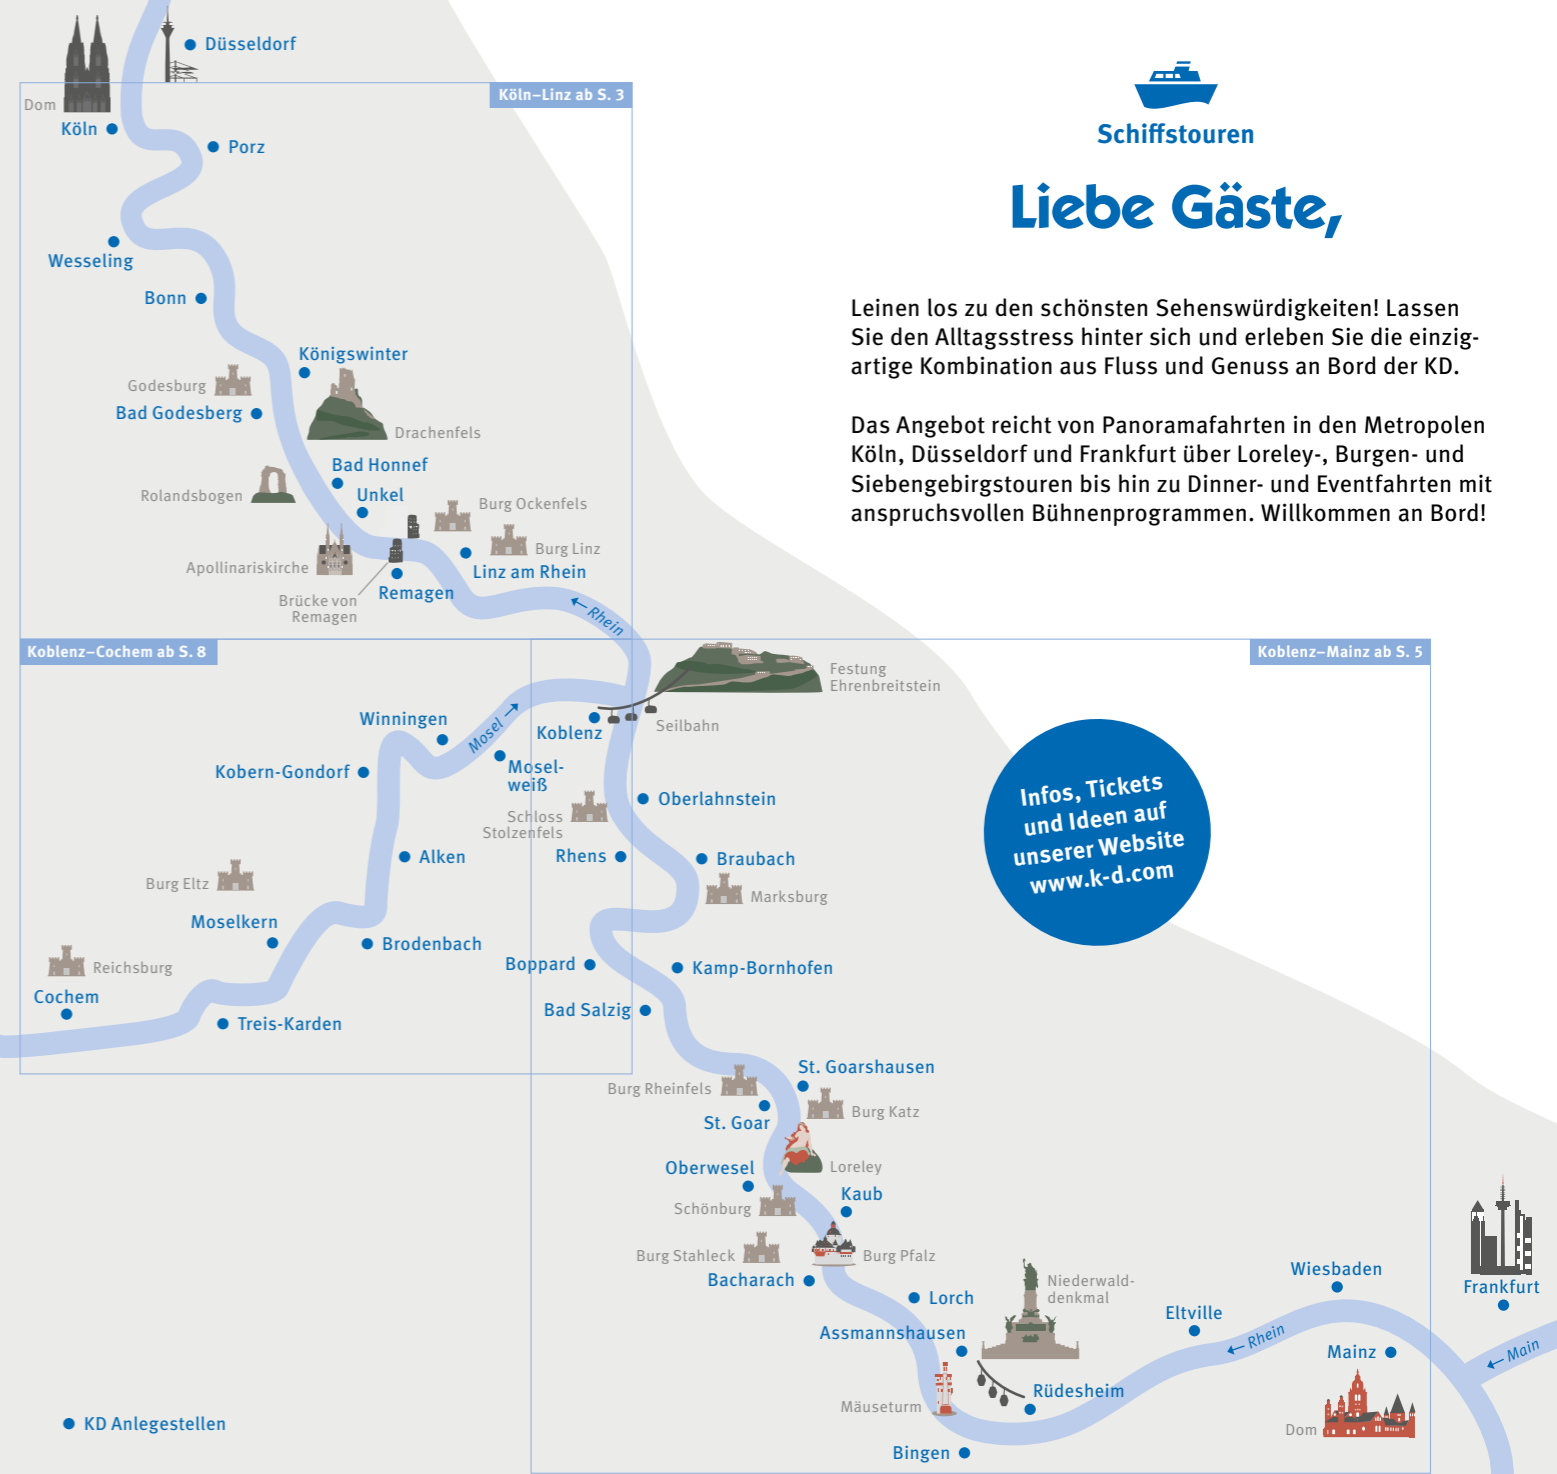 Düsseldorf
Köln–Linz ab S. 3
Dom
Köln
Porz
Wesseling
Bonn
Königswinter
Godesburg
Bad Godesberg
Drachenfels
Bad Honnef
Rolandsbogen
Unkel
Burg Ockenfels
Burg Linz
Apollinariskirche
Linz am Rhein
Brücke von
Remagen
Remagen
← Rhein
Schiffstouren
Liebe Gäste,
Leinen los zu den schönsten Sehenswürdigkeiten! Lassen
Sie den Alltagsstress hinter sich und erleben Sie die einzig-
artige Kombination aus Fluss und Genuss an Bord der KD.
Das Angebot reicht von Panoramafahrten in den Metropolen
Köln, Düsseldorf und Frankfurt über Loreley-, Burgen- und
Siebengebirgstouren bis hin zu Dinner- und Eventfahrten mit
anspruchsvollen Bühnenprogrammen. Willkommen an Bord!
Koblenz–Cochem ab S. 8
Koblenz–Mainz ab S. 5
Festung
Ehrenbreitstein
Winningen
Mosel →
Koblenz
Seilbahn
Kobern-Gondorf
Mosel-
weiß
Oberlahnstein
Schloss
Stolzenfels
Alken
Rhens
Braubach
Burg Eltz
Marksburg
Moselkern
Brodenbach
Reichsburg
Boppard
Kamp-Bornhofen
Cochem
Bad Salzig
Treis-Karden
Infos, Tickets
und Ideen auf
unserer Website
www.k-d.com
St. Goarshausen
Burg Rheinfels
Burg Katz
St. Goar
Oberwesel
Loreley
Kaub
Schönburg
Burg Stahleck
Burg Pfalz
Bacharach
Niederwald-
denkmal
Lorch
Assmannshausen
Wiesbaden
Frankfurt
Eltville
← Rhein
Mainz
← Main
Rüdesheim
Mäuseturm
Dom
Bingen
KD Anlegestellen